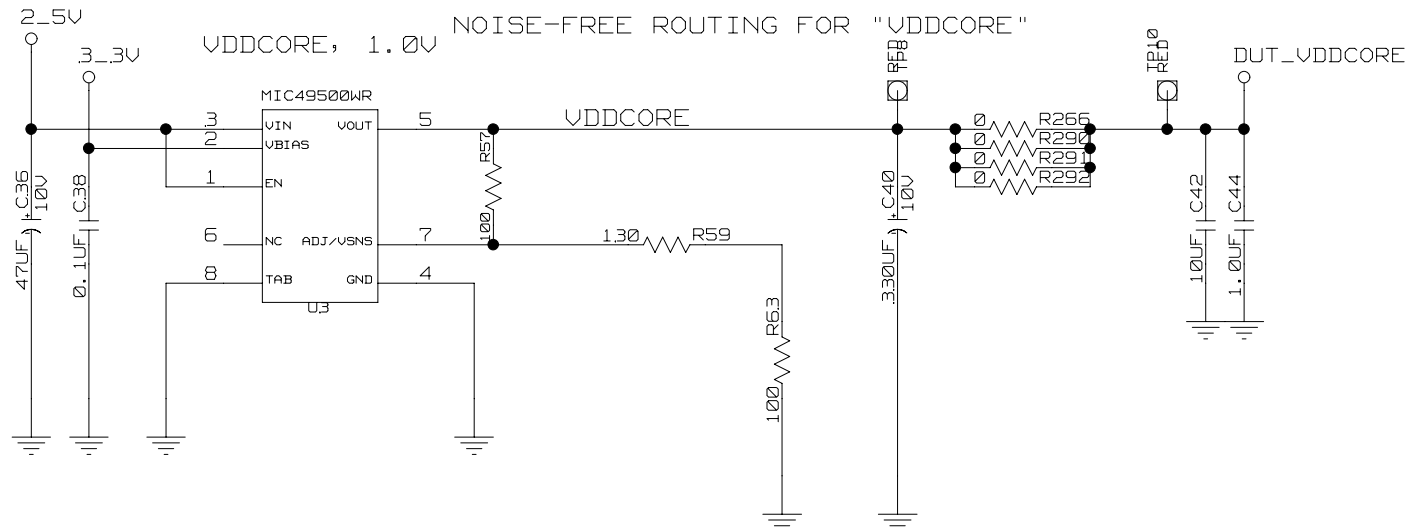 NOISE-FREE ROUTING FOR "VDDCORE"
2_5V
VDDCORE, 1.0V
3_3V
RED
TP8
TP10
RED
DUT_VDDCORE
MIC49500WR
3
VIN
VOUT
5
VDDCORE
2
VBIAS
1
EN
6
NC
ADJ/VSNS
7
8
TAB
GND
4
U3
R57
100
130
R59
R63
100
0
R266
0
R290
0
R291
0
R292
47UF
+
C36
10V
0.1UF
C38
330UF
+
C40
10V
10UF
C42
1.0UF
C44